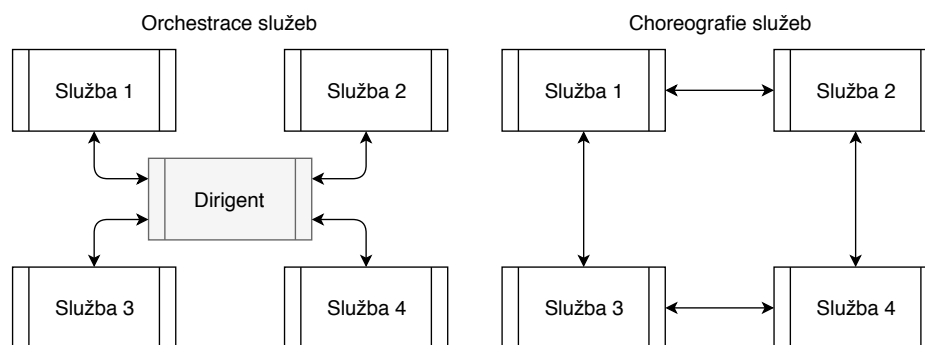 Orchestrace služeb
Choreografie služeb
Služba 1
Služba 2
Služba 1
Služba 2
Dirigent
Služba 3
Služba 4
Služba 3
Služba 4